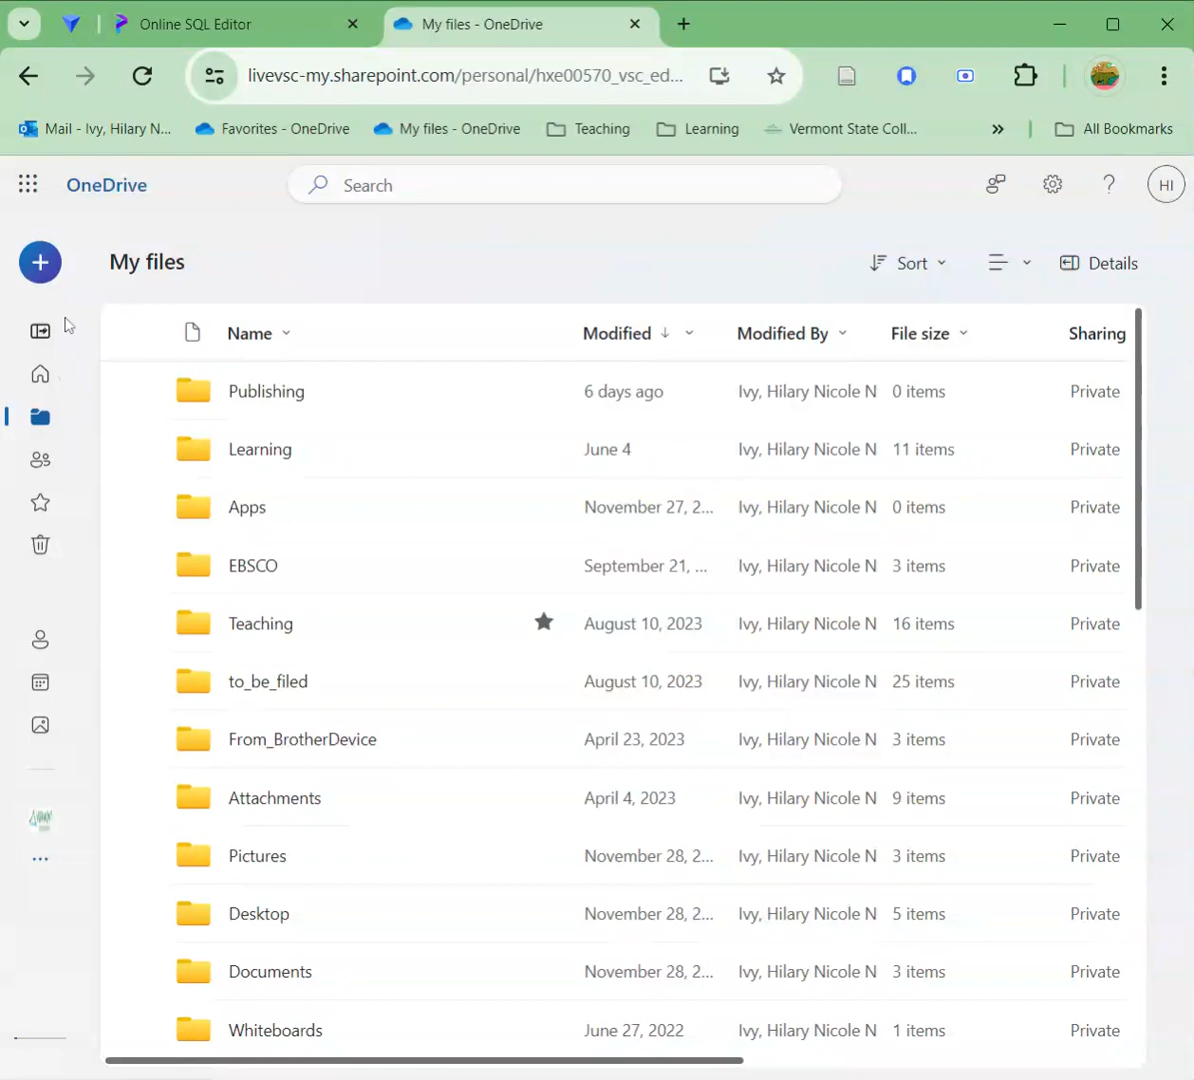 Online SQL Editor
My files - OneDrive
livevsc-my.sharepoint.com/personal/hxe00570_vsc_ed...
Mail - Ivy, Hilary N...
Favorites - OneDrive
My files - OneDrive
Teaching
Learning
Vermont State Coll...
»
All Bookmarks
OneDrive
Search
?
HI
My files
Sort
Details
Name Modified ↓ Modified By File size Sharing
Publishing 6 days ago Ivy, Hilary Nicole N 0 items Private
Learning June 4 Ivy, Hilary Nicole N 11 items Private
Apps November 27, 2... Ivy, Hilary Nicole N 0 items Private
EBSCO September 21, ... Ivy, Hilary Nicole N 3 items Private
Teaching August 10, 2023 Ivy, Hilary Nicole N 16 items Private
to_be_filed August 10, 2023 Ivy, Hilary Nicole N 25 items Private
From_BrotherDevice April 23, 2023 Ivy, Hilary Nicole N 3 items Private
Attachments April 4, 2023 Ivy, Hilary Nicole N 9 items Private
Pictures November 28, 2... Ivy, Hilary Nicole N 3 items Private
Desktop November 28, 2... Ivy, Hilary Nicole N 5 items Private
Documents November 28, 2... Ivy, Hilary Nicole N 3 items Private
Whiteboards June 27, 2022 Ivy, Hilary Nicole N 1 items Private